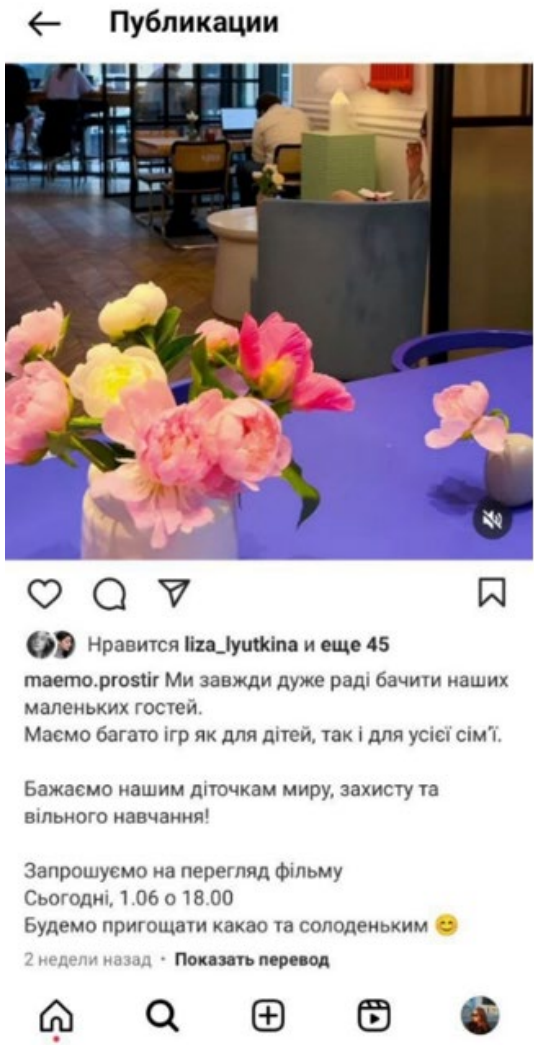 Публикации
Нравится liza_lyutkina и еще 45
maemo.prostir Ми завжди дуже раді бачити наших
маленьких гостей.
Маємо багато ігр як для дітей, так і для усієї сім'ї.
Бажаємо нашим діточкам миру, захисту та
вільного навчання!
Запрошуємо на перегляд фільму
Сьогодні, 1.06 о 18.00
Будемо пригощати какао та солоденьким 😊
2 недели назад • Показать перевод